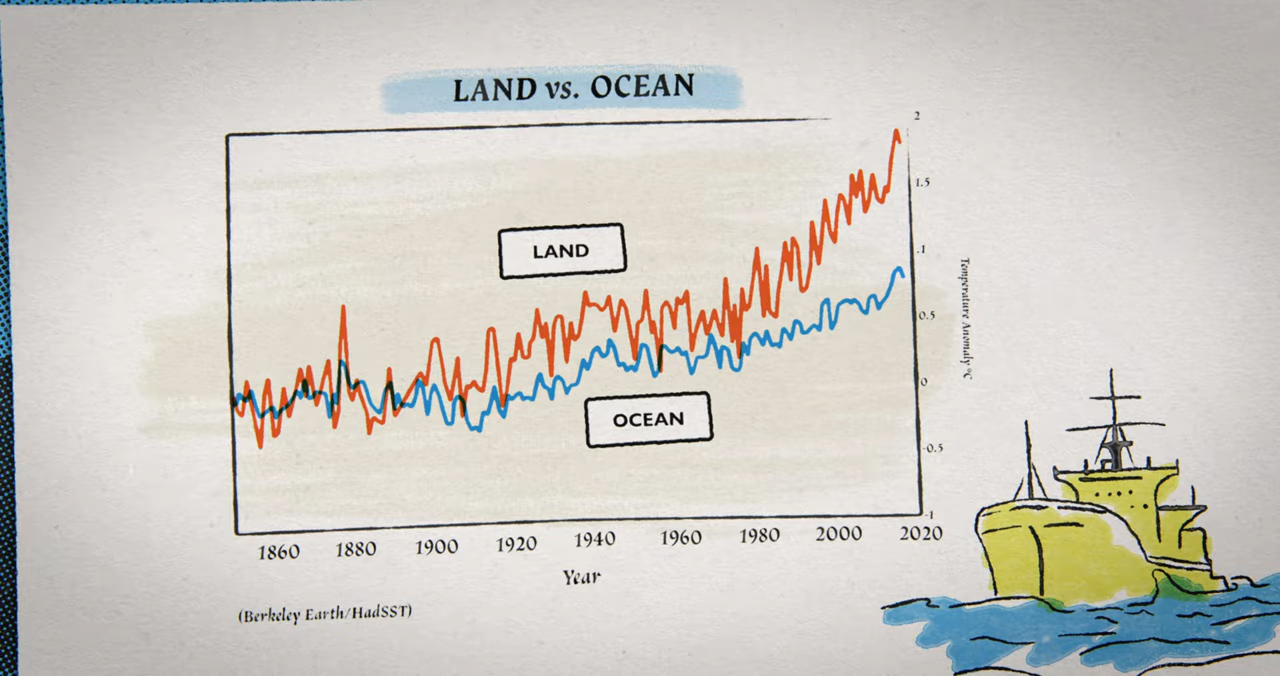 LAND vs. OCEAN
2
1.5
.1
0.5
0
-0.5
-1
LAND
OCEAN
Temperature Anomaly °C
1860 1880 1900 1920 1940 1960 1980 2000 2020
Year
(Berkeley Earth/HadSST)